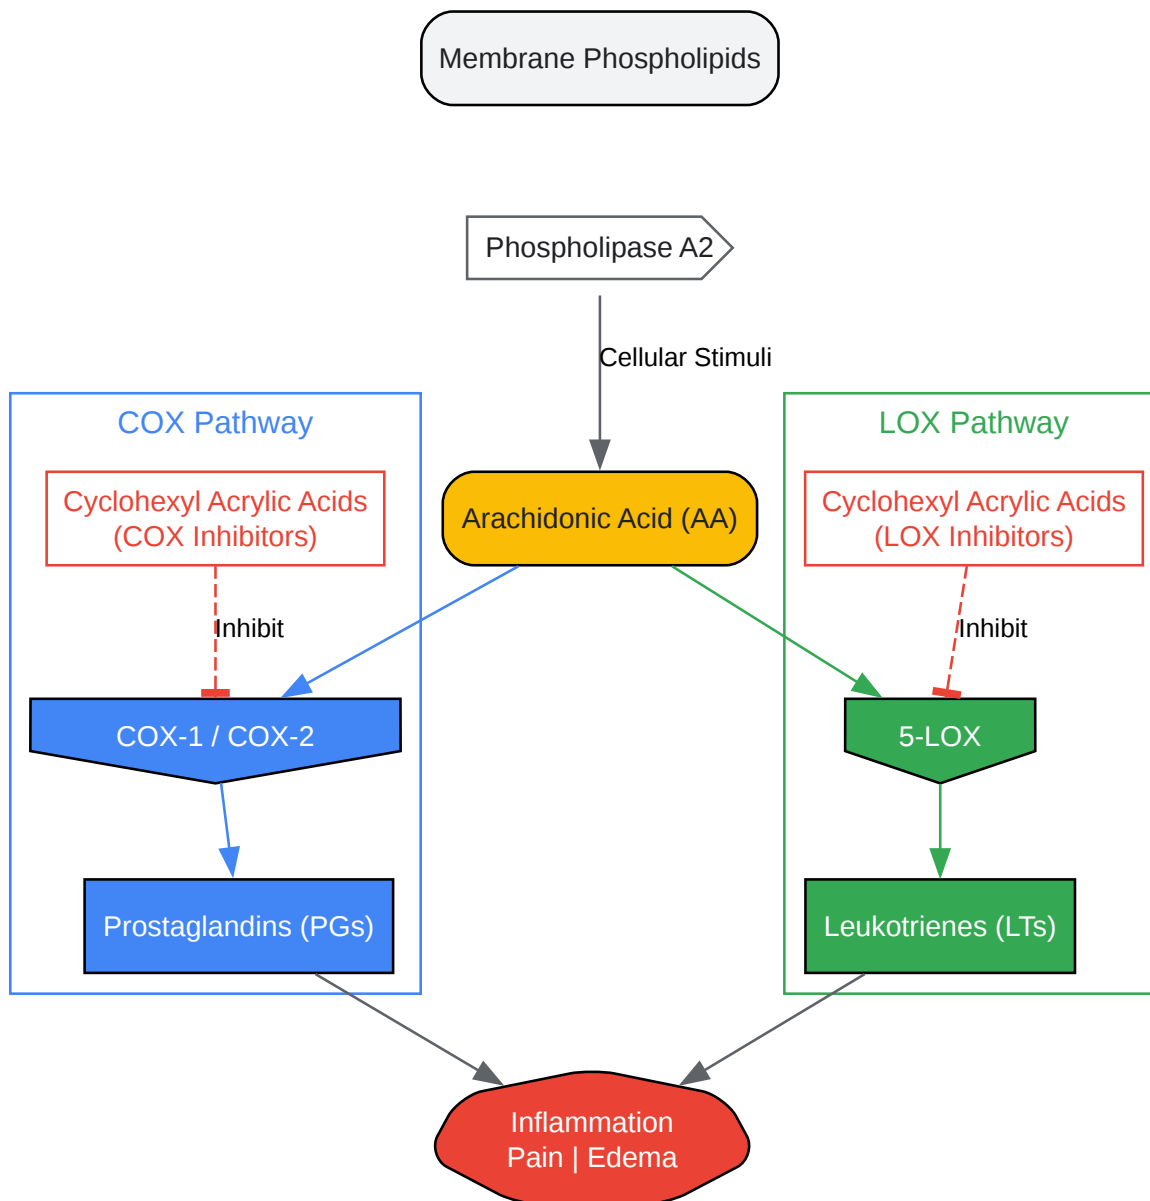 Membrane Phospholipids
Phospholipase A2
Cellular Stimuli
COX Pathway
LOX Pathway
Cyclohexyl Acrylic Acids
(COX Inhibitors)
Arachidonic Acid (AA)
Cyclohexyl Acrylic Acids
(LOX Inhibitors)
Inhibit
Inhibit
COX-1 / COX-2
5-LOX
Prostaglandins (PGs)
Leukotrienes (LTs)
Inflammation
Pain | Edema